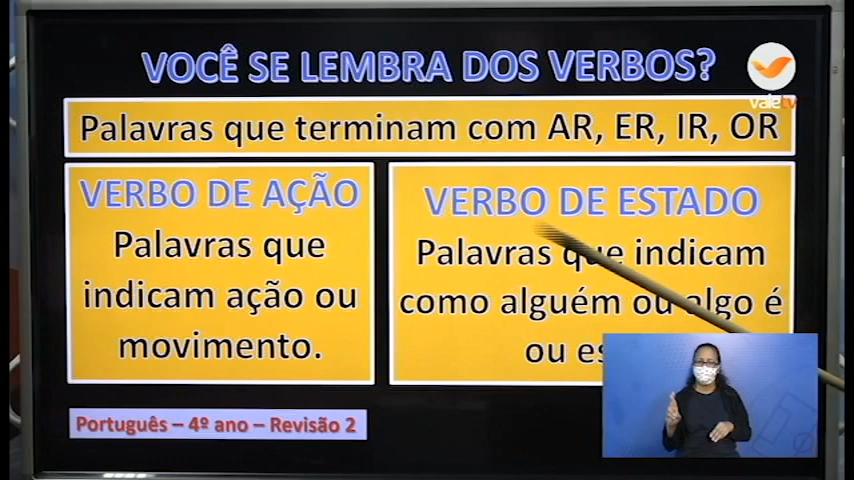 VOCÊ SE LEMBRA DOS VERBOS?
valetv
Palavras que terminam com AR, ER, IR, OR
VERBO DE AÇÃO
Palavras que
indicam ação ou
movimento.
VERBO DE ESTADO
Palavras que indicam
como alguém ou algo é
ou
Português – 4º ano – Revisão 2